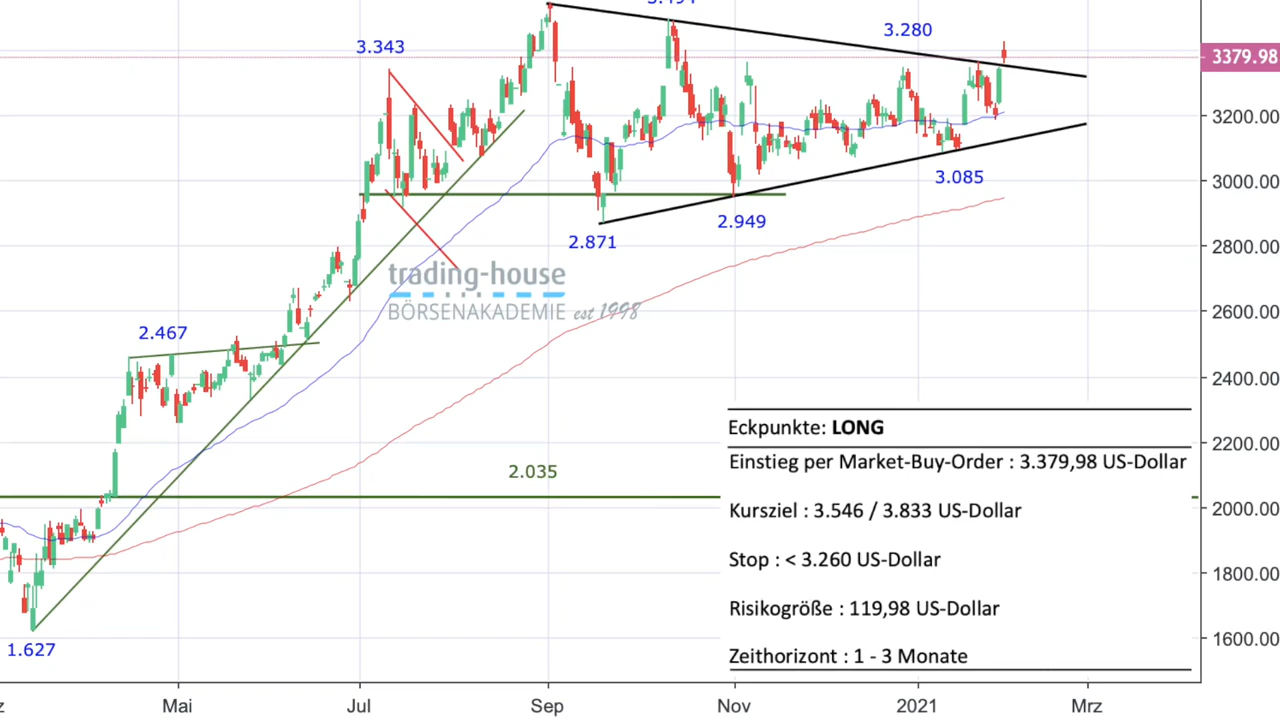 3.343
3.280
3379.98
3200.00
3000.00
2.871
2.949
3.085
2800.00
trading-house
BÖRSENAKADEMIE est 1998
2600.00
2.467
2400.00
Eckpunkte: LONG
2200.00
Einstieg per Market-Buy-Order : 3.379,98 US-Dollar
2.035
Kursziel : 3.546 / 3.833 US-Dollar
2000.00
Stop : < 3.260 US-Dollar
1800.00
Risikogröße : 119,98 US-Dollar
1600.00
1.627
Zeithorizont : 1 - 3 Monate
Mai Jul Sep Nov 2021 Mrz